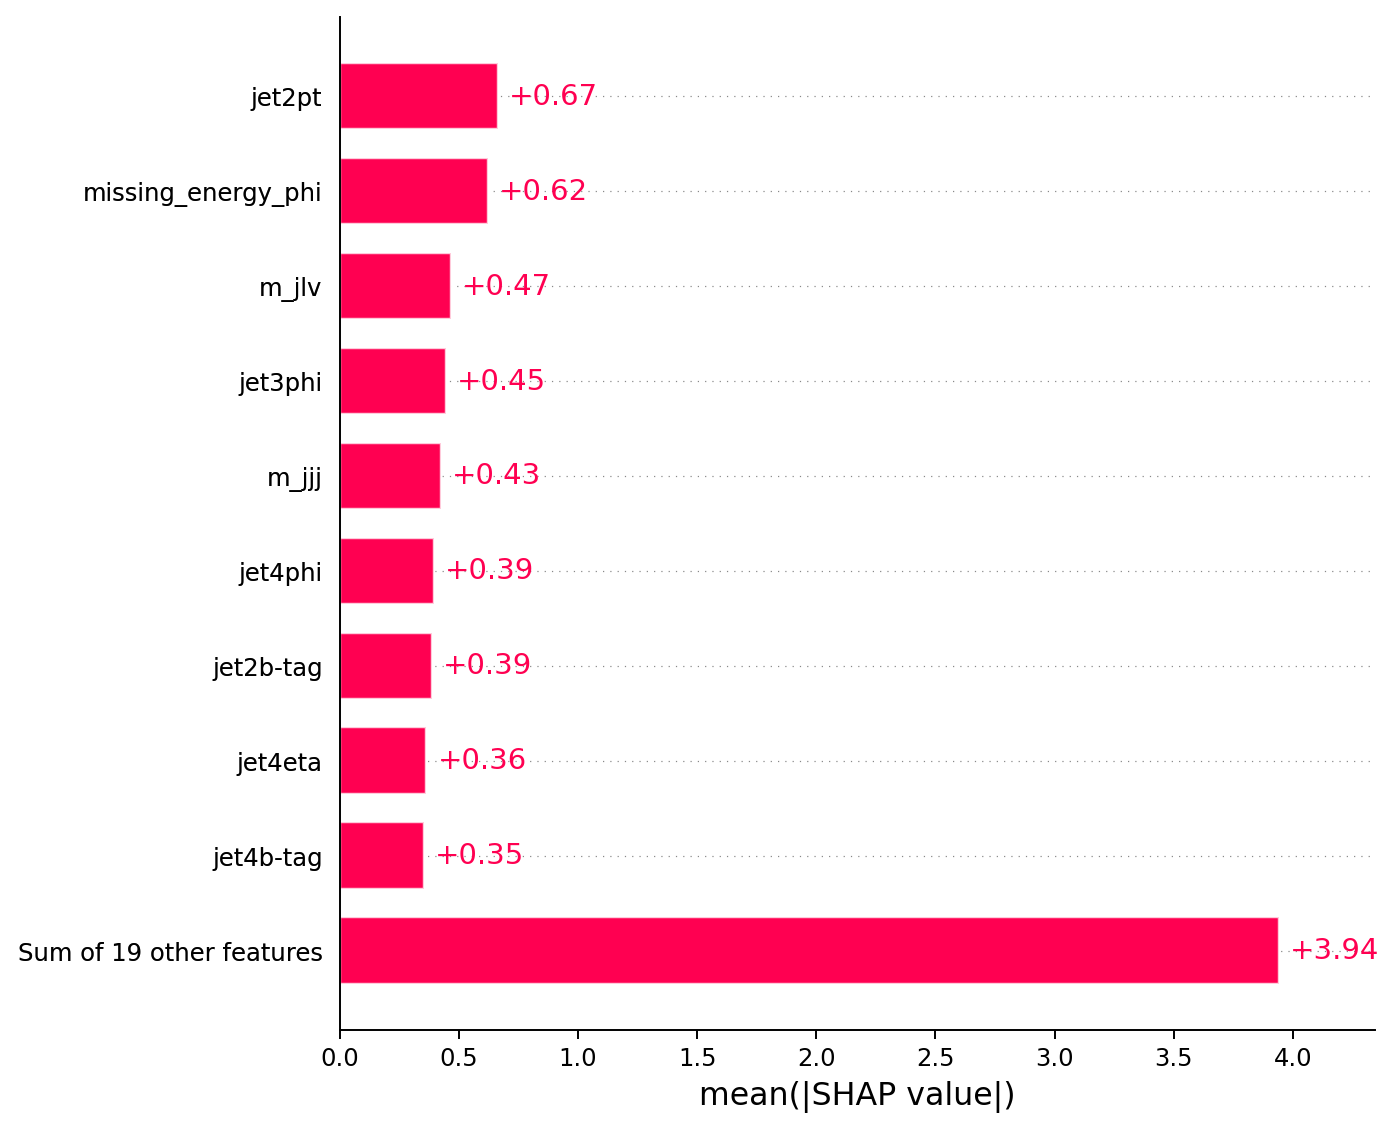 jet2pt +0.67
missing_energy_phi +0.62
m_jlv +0.47
jet3phi +0.45
m_jjj +0.43
jet4phi +0.39
jet2b-tag +0.39
jet4eta +0.36
jet4b-tag +0.35
Sum of 19 other features +3.94
0.0 0.5 1.0 1.5 2.0 2.5 3.0 3.5 4.0
mean(|SHAP value|)